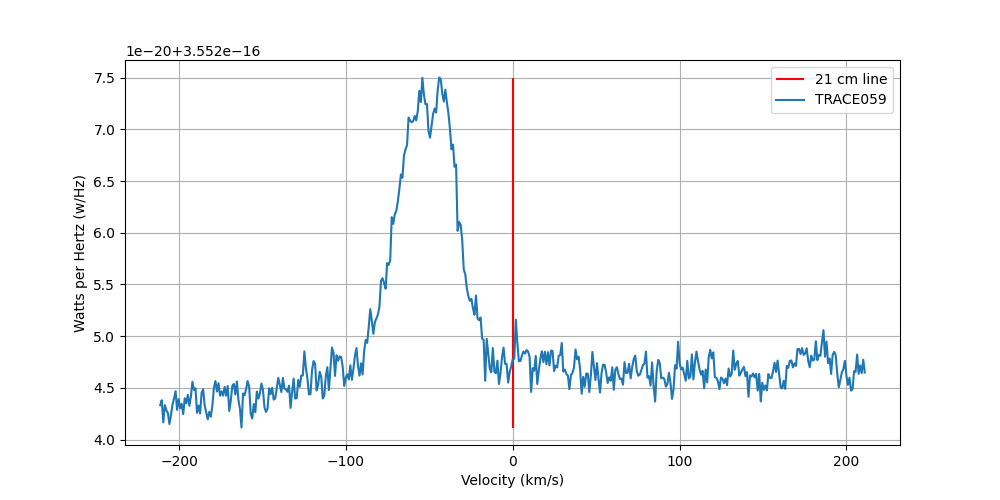 1e−20+3.552e−16
7.5
7.0
6.5
6.0
5.5
5.0
4.5
4.0
Watts per Hertz (w/Hz)
21 cm line
TRACE059
−200
−100
0
100
200
Velocity (km/s)